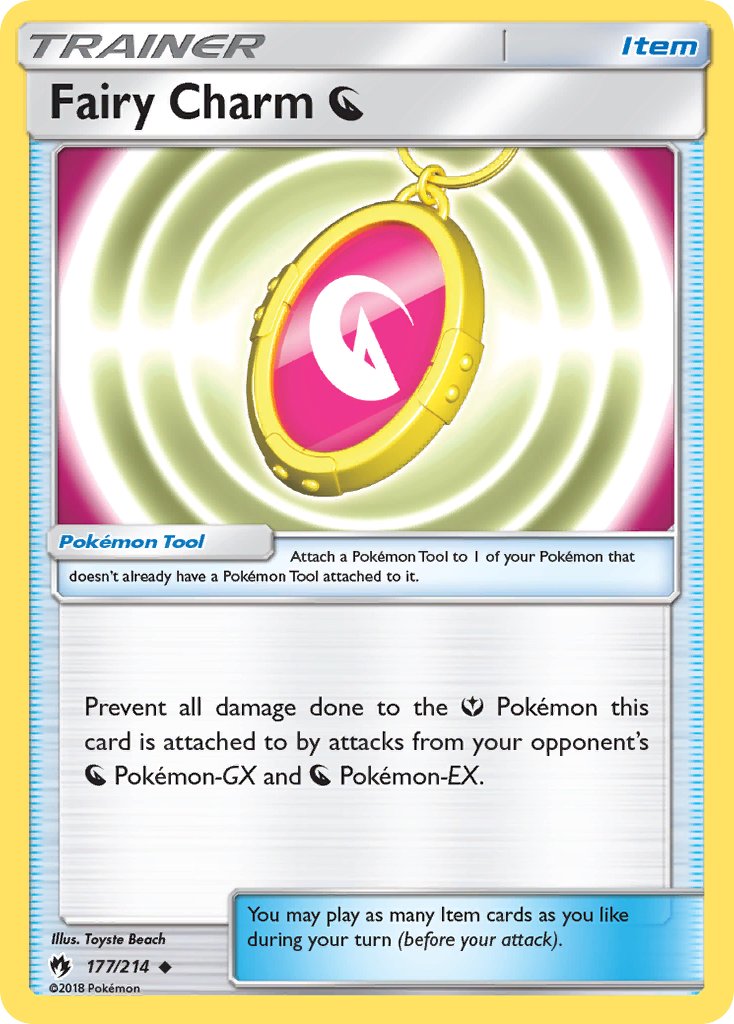 TRAINER Item
Fairy Charm
Pokémon Tool
Attach a Pokémon Tool to 1 of your Pokémon that
doesn't already have a Pokémon Tool attached to it.
Prevent all damage done to the Pokémon this
card is attached to by attacks from your opponent's
Pokémon-GX and Pokémon-EX.
You may play as many Item cards as you like
during your turn (before your attack).
Illus. Toyste Beach
177/214
©2018 Pokémon